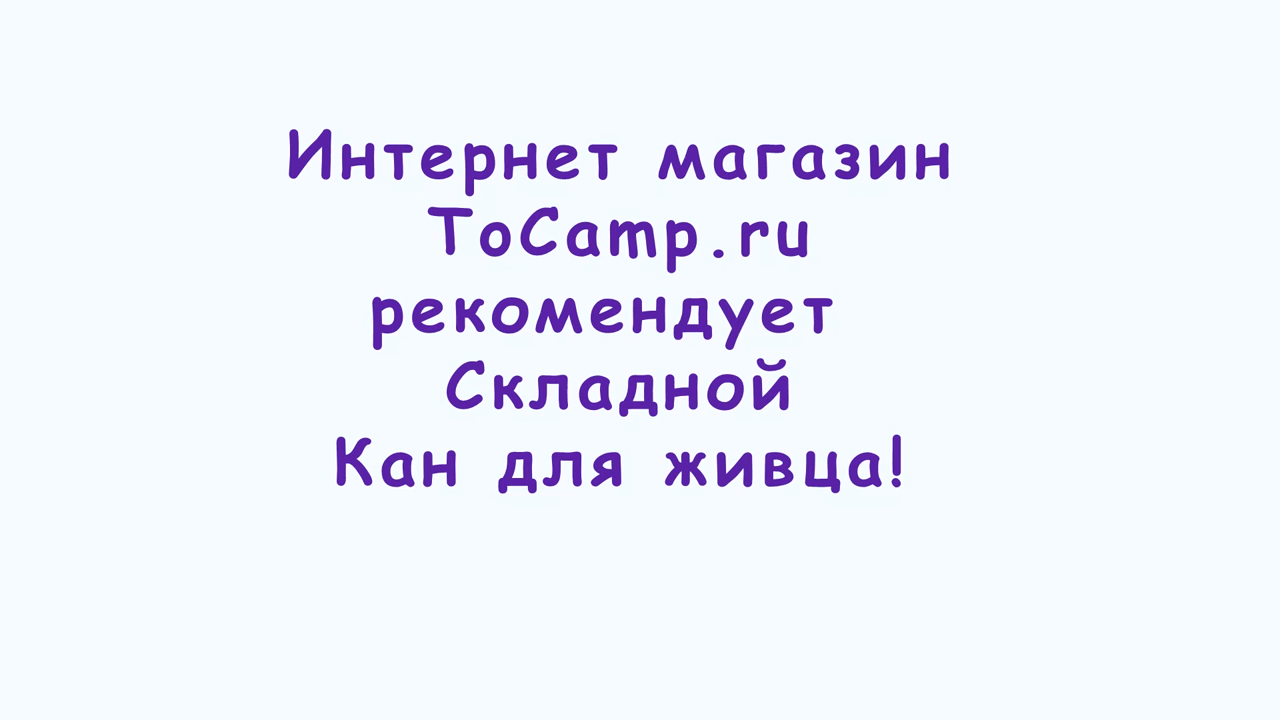 Интернет магазин
ToCamp.ru
рекомендует
Складной
Кан для живца!